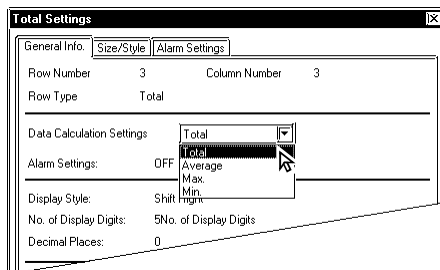 Total Settings
General Info. Size/Style Alarm Settings
Row Number 3 Column Number 3
Row Type Total
Data Calculation Settings Total
Total
Alarm Settings: OFF
Average
Max.
Min.
Display Style: Shift Right
No. of Display Digits: 5No. of Display Digits
Decimal Places: 0